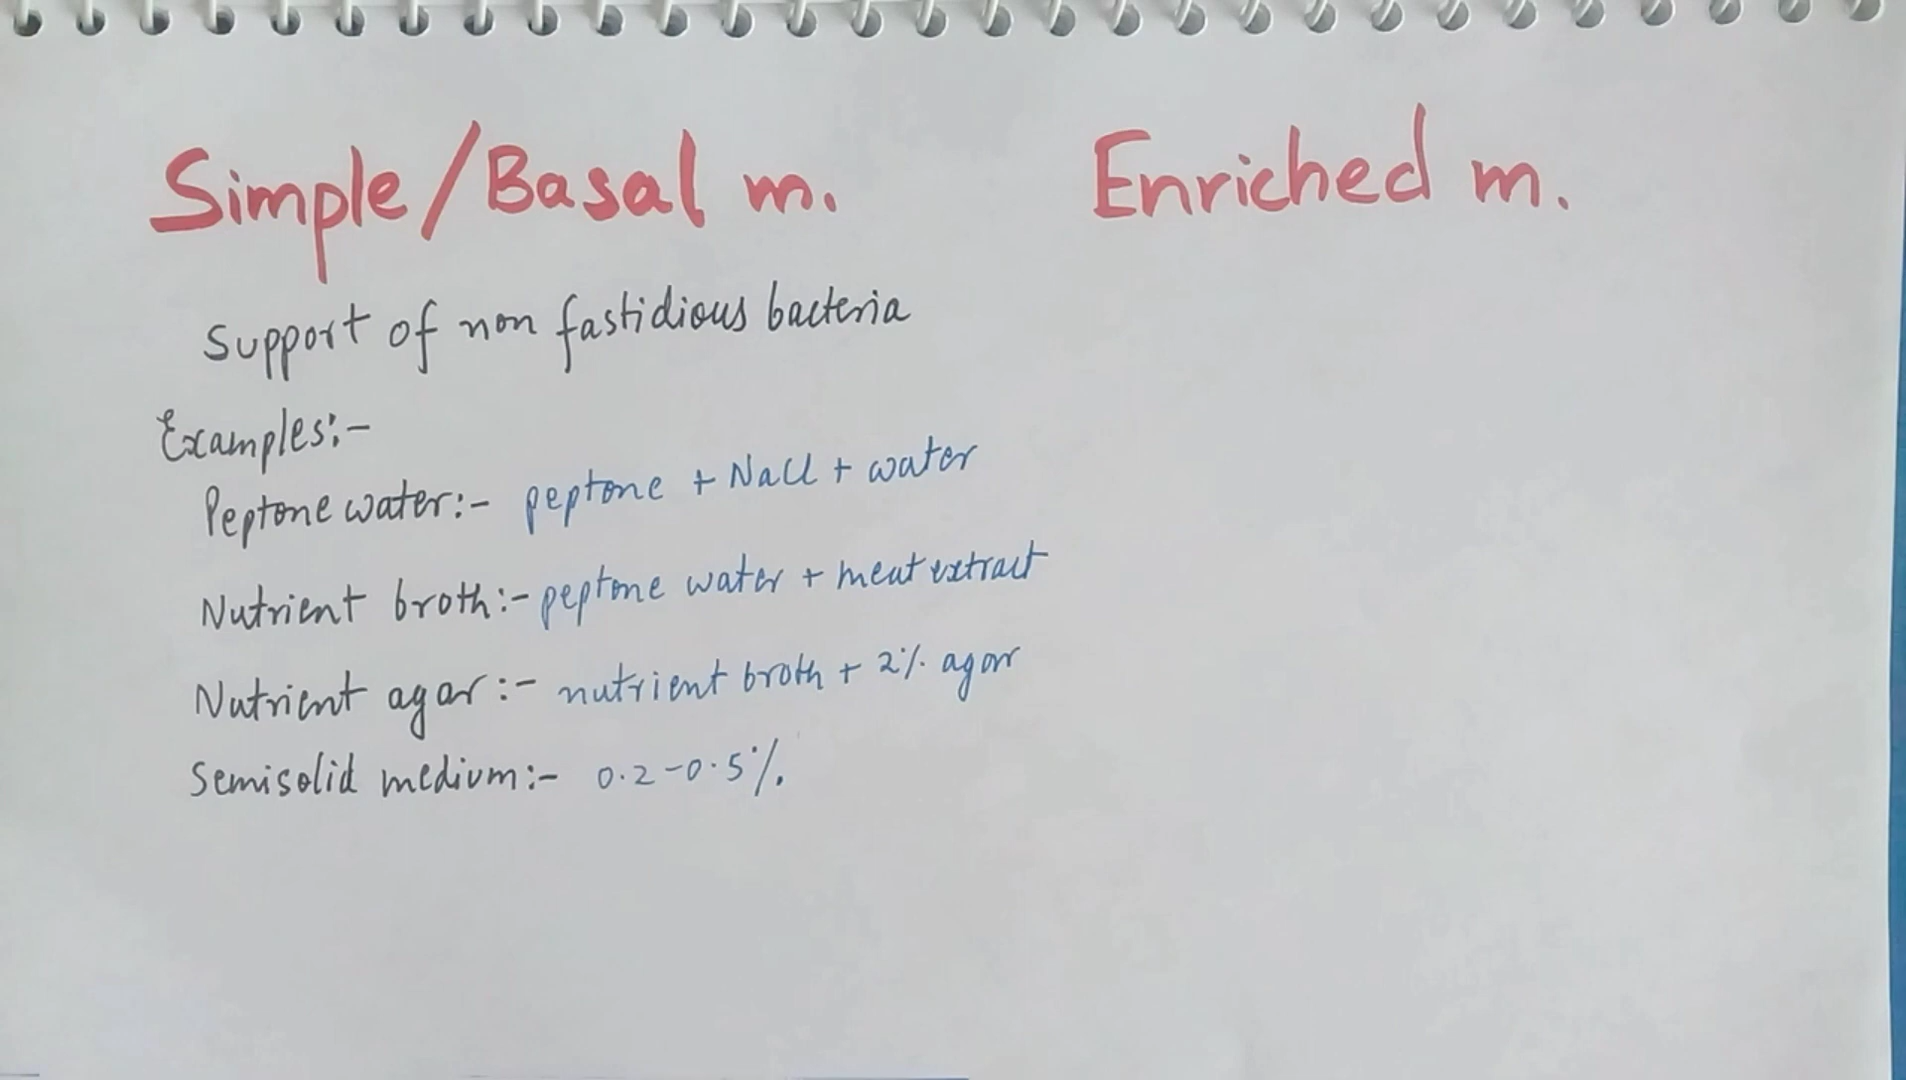 Simple/Basal m.
Enriched m.
Support of non fastidious bacteria
Examples:-
Peptone water:- peptone + NaCl + water
Nutrient broth:- peptone water + meat extract
Nutrient agar:- nutrient broth + 2% agar
Semisolid medium:- 0.2-0.5%.